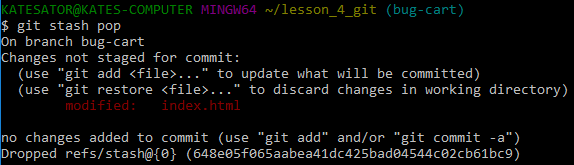 KATESATOR@KATES-COMPUTER MINGW64 ~/lesson_4_git (bug-cart)
$ git stash pop
On branch bug-cart
Changes not staged for commit:
  (use "git add <file>..." to update what will be committed)
  (use "git restore <file>..." to discard changes in working directory)
        modified:   index.html

no changes added to commit (use "git add" and/or "git commit -a")
Dropped refs/stash@{0} (648e05f065aabea41dc425bad04544c02cb61bc9)